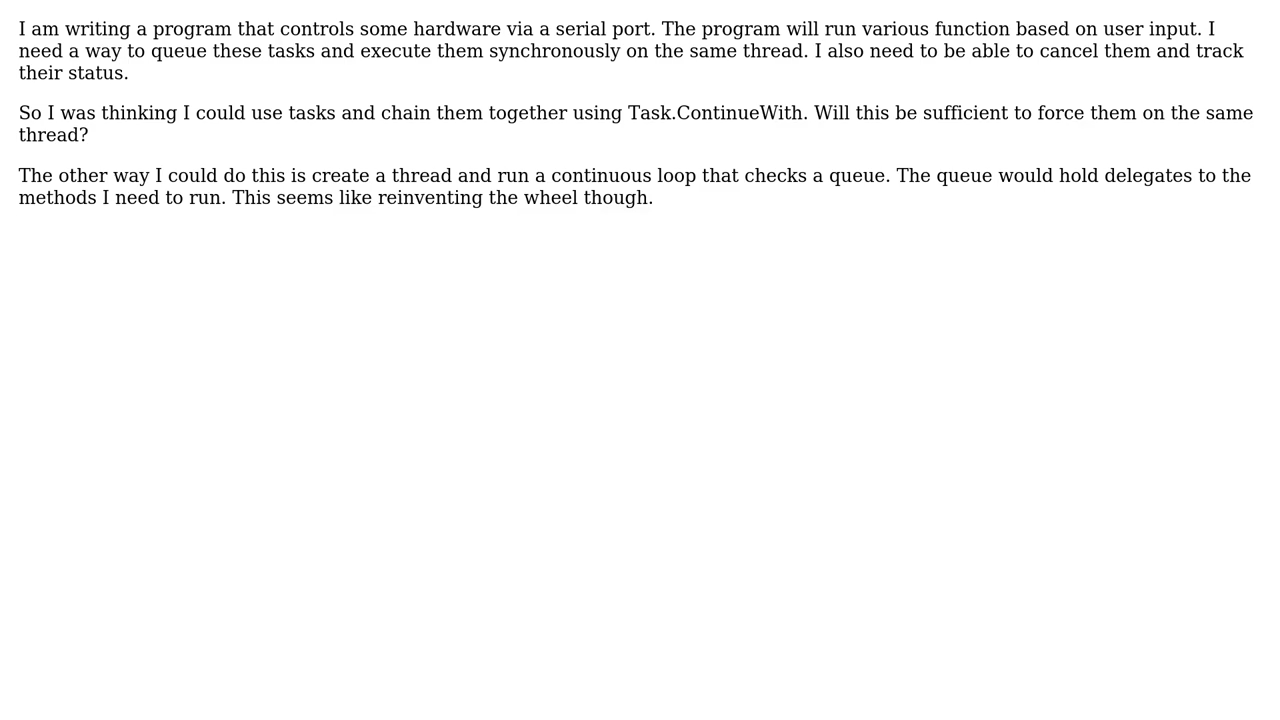 I am writing a program that controls some hardware via a serial port. The program will run various function based on user input. I
need a way to queue these tasks and execute them synchronously on the same thread. I also need to be able to cancel them and track
their status.
So I was thinking I could use tasks and chain them together using Task.ContinueWith. Will this be sufficient to force them on the same
thread?
The other way I could do this is create a thread and run a continuous loop that checks a queue. The queue would hold delegates to the
methods I need to run. This seems like reinventing the wheel though.